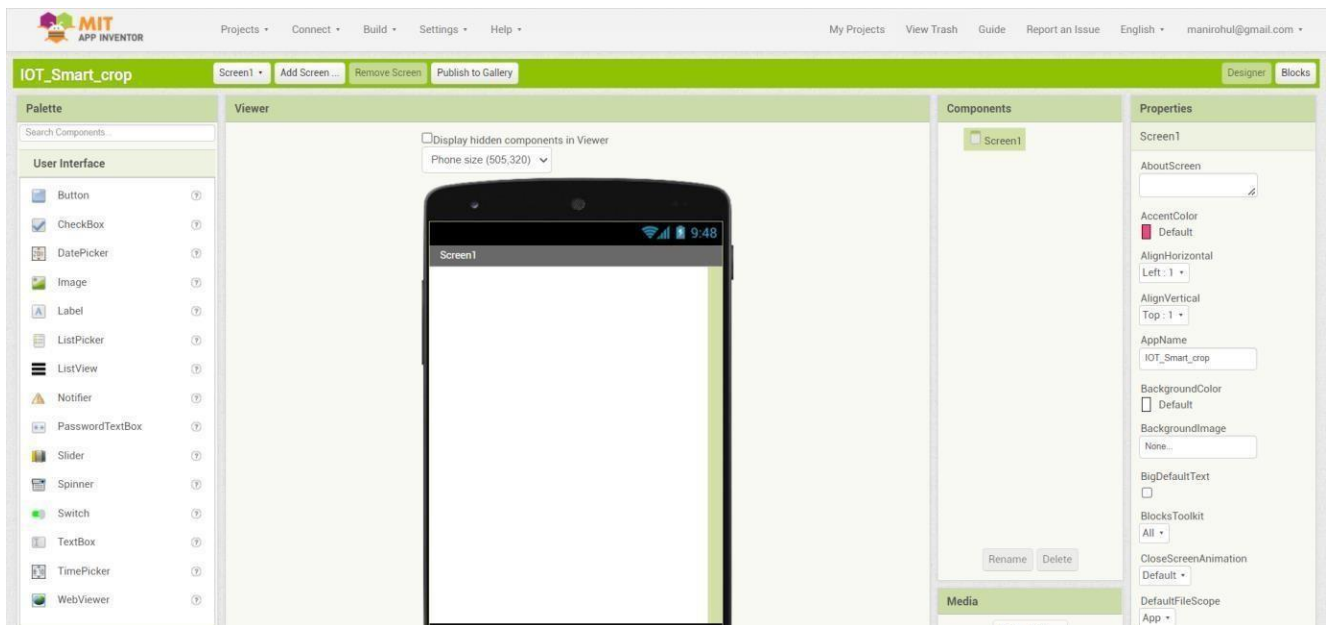 MIT
APP INVENTOR
Projects Connect Build Settings Help My Projects View Trash Guide Report an Issue English manirohul@gmail.com
IOT_Smart_crop Screen1 Add Screen ... Remove Screen Publish to Gallery Designer Blocks
Palette
Search Components...
User Interface
Button
CheckBox
DatePicker
Image
Label
ListPicker
ListView
Notifier
PasswordTextBox
Slider
Spinner
Switch
TextBox
TimePicker
WebViewer
Viewer
Display hidden components in Viewer
Phone size (505,320)
9:48
Screen1
Components
Screen1
Rename Delete
Media
Properties
Screen1
AboutScreen
AccentColor
Default
AlignHorizontal
Left : 1
AlignVertical
Top : 1
AppName
IOT_Smart_crop
BackgroundColor
Default
BackgroundImage
None...
BigDefaultText
BlocksToolkit
All
CloseScreenAnimation
Default
DefaultFileScope
App